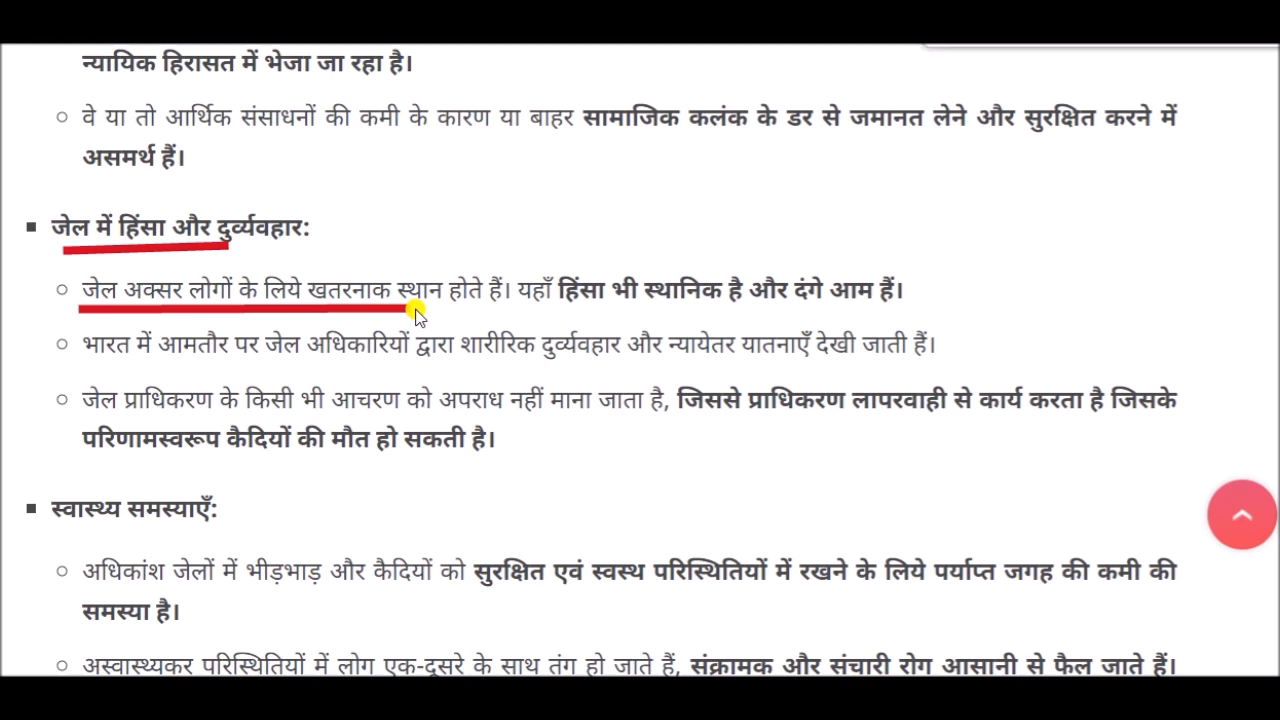 न्यायिक हिरासत में भेजा जा रहा है।
वे या तो आर्थिक संसाधनों की कमी के कारण या बाहर सामाजिक कलंक के डर से जमानत लेने और सुरक्षित करने में
असमर्थ हैं।
जेल में हिंसा और दुर्व्यवहार:
जेल अक्सर लोगों के लिये खतरनाक स्थान होते हैं। यहाँ हिंसा भी स्थानिक है और दंगे आम हैं।
भारत में आमतौर पर जेल अधिकारियों द्वारा शारीरिक दुर्व्यवहार और न्यायेतर यातनाएँ देखी जाती हैं।
जेल प्राधिकरण के किसी भी आचरण को अपराध नहीं माना जाता है, जिससे प्राधिकरण लापरवाही से कार्य करता है जिसके
परिणामस्वरूप कैदियों की मौत हो सकती है।
स्वास्थ्य समस्याएँ:
अधिकांश जेलों में भीड़भाड़ और कैदियों को सुरक्षित एवं स्वस्थ परिस्थितियों में रखने के लिये पर्याप्त जगह की कमी की
समस्या है।
अस्वास्थ्यकर परिस्थितियों में लोग एक-दूसरे के साथ तंग हो जाते हैं, संक्रामक और संचारी रोग आसानी से फैल जाते हैं।